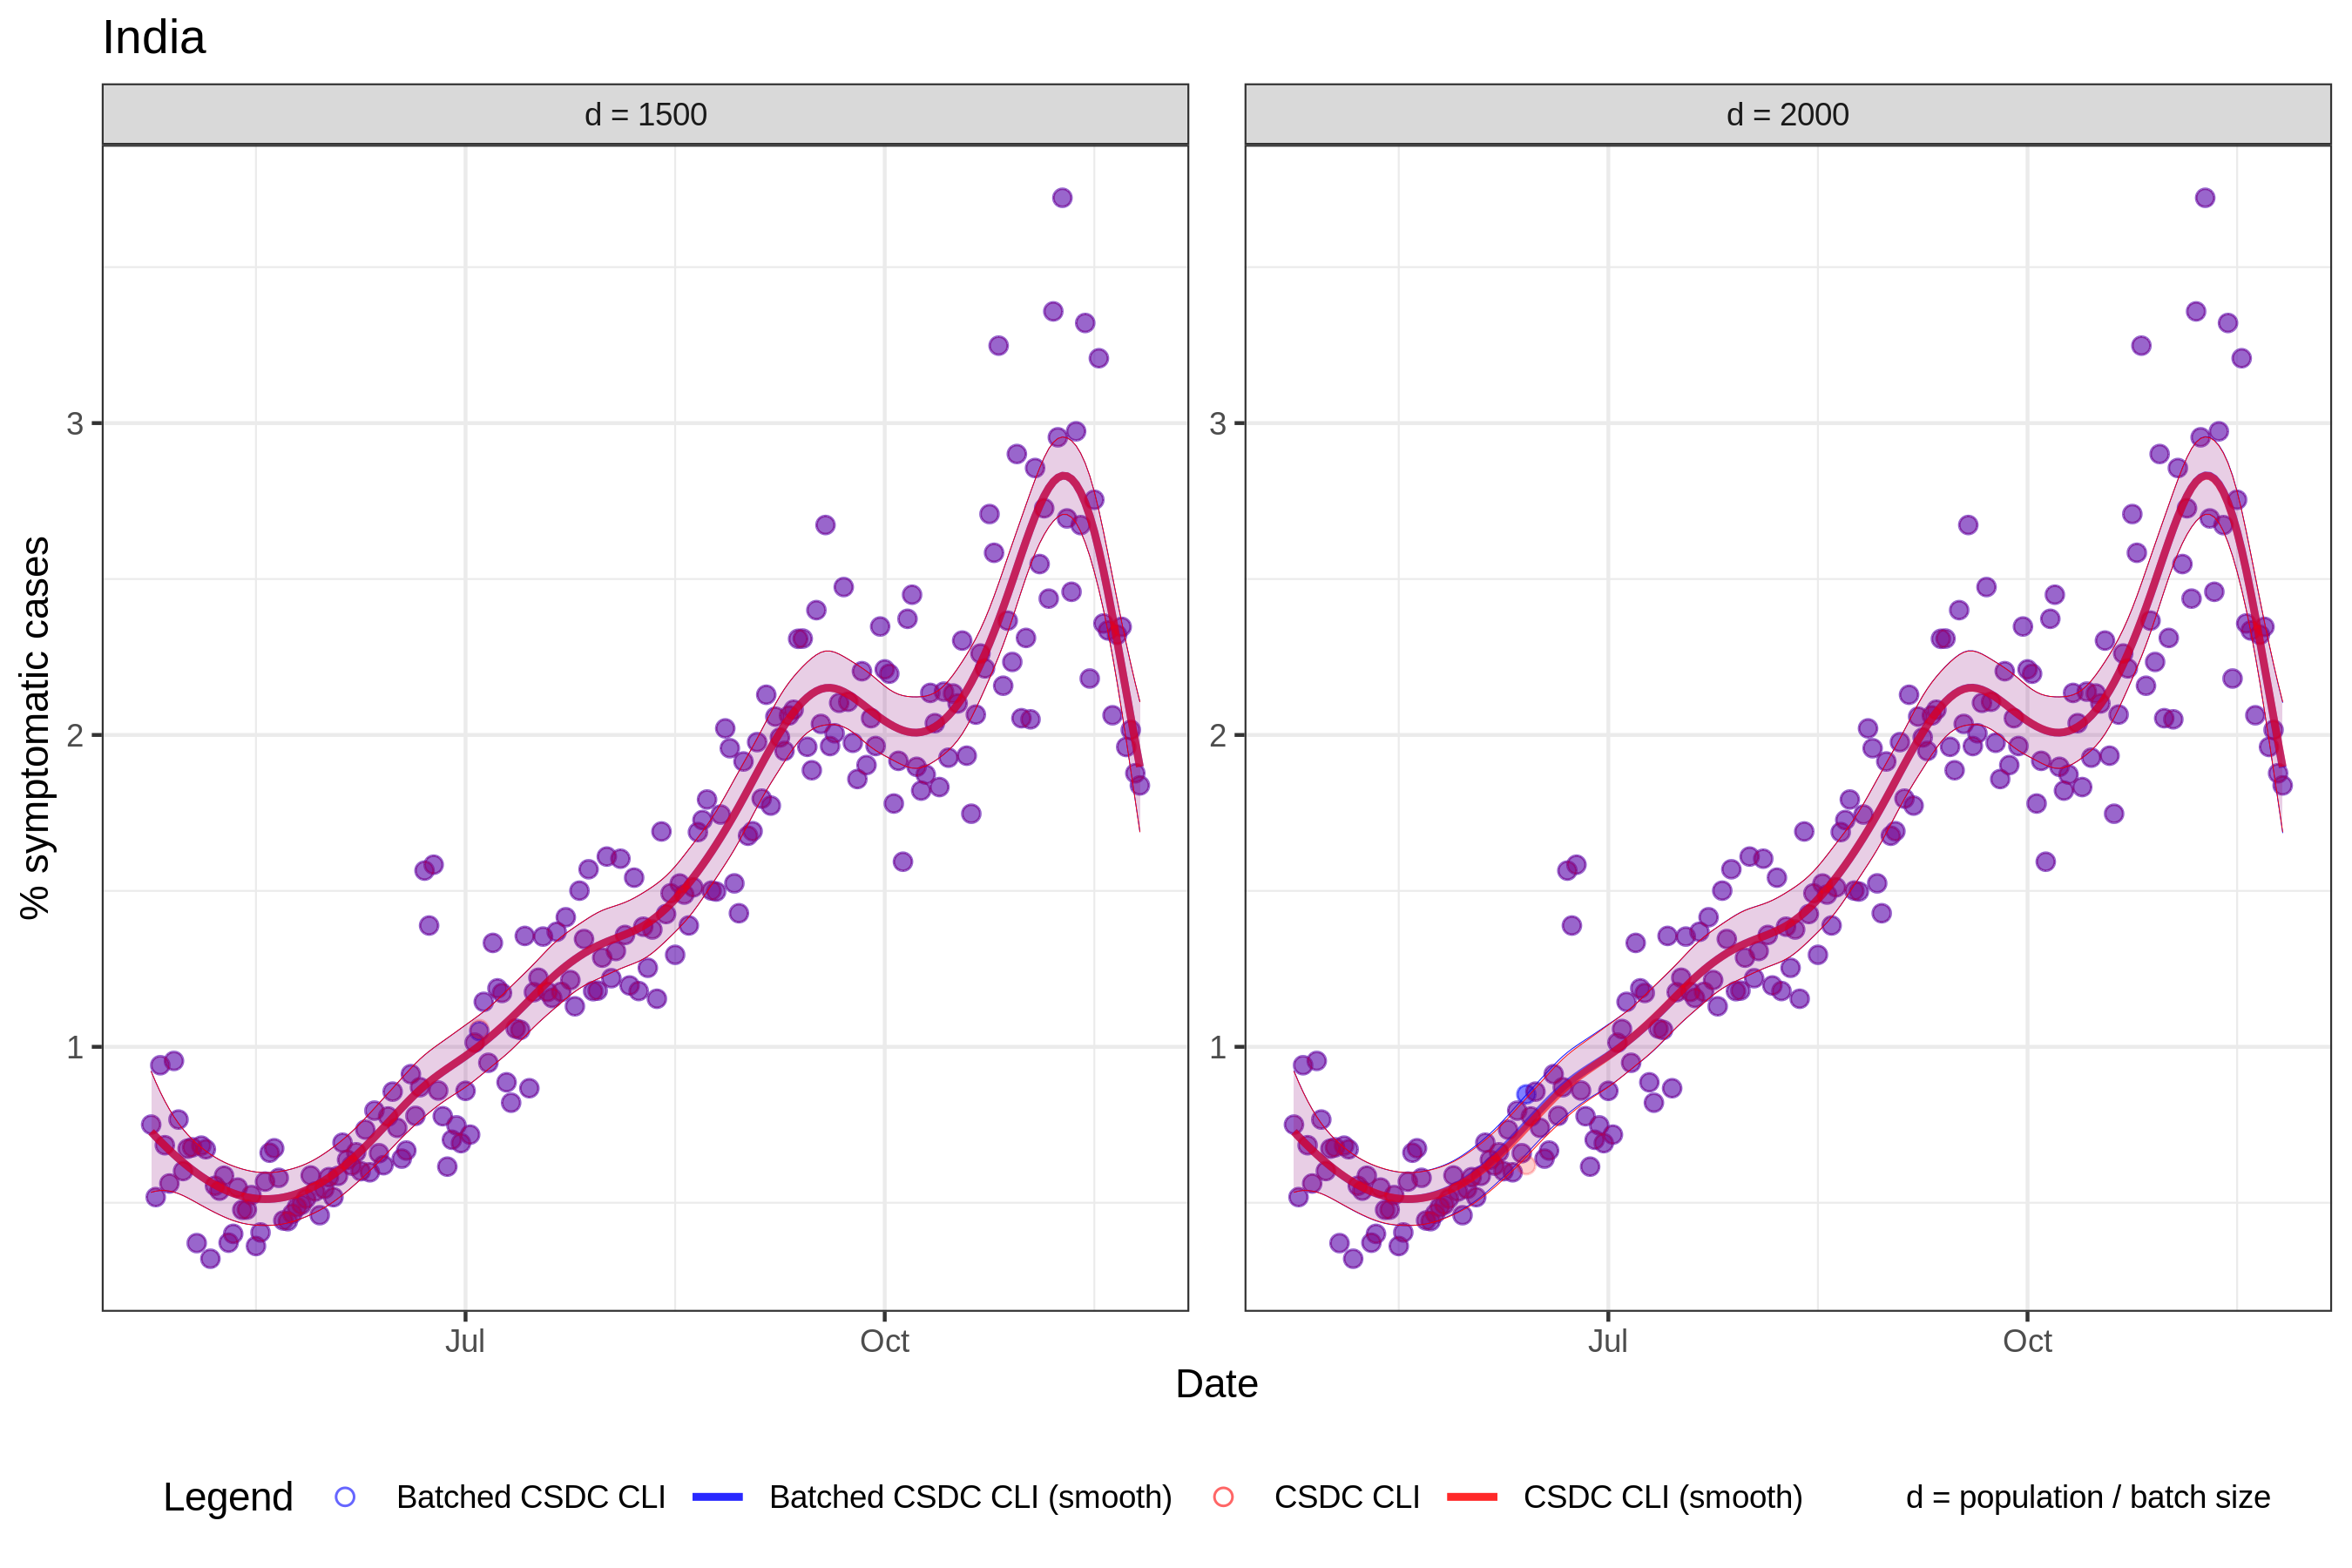 India
d = 1500
d = 2000
% symptomatic cases
3
2
1
3
2
1
Jul
Oct
Jul
Oct
Date
Legend
Batched CSDC CLI
Batched CSDC CLI (smooth)
CSDC CLI
CSDC CLI (smooth)
d = population / batch size